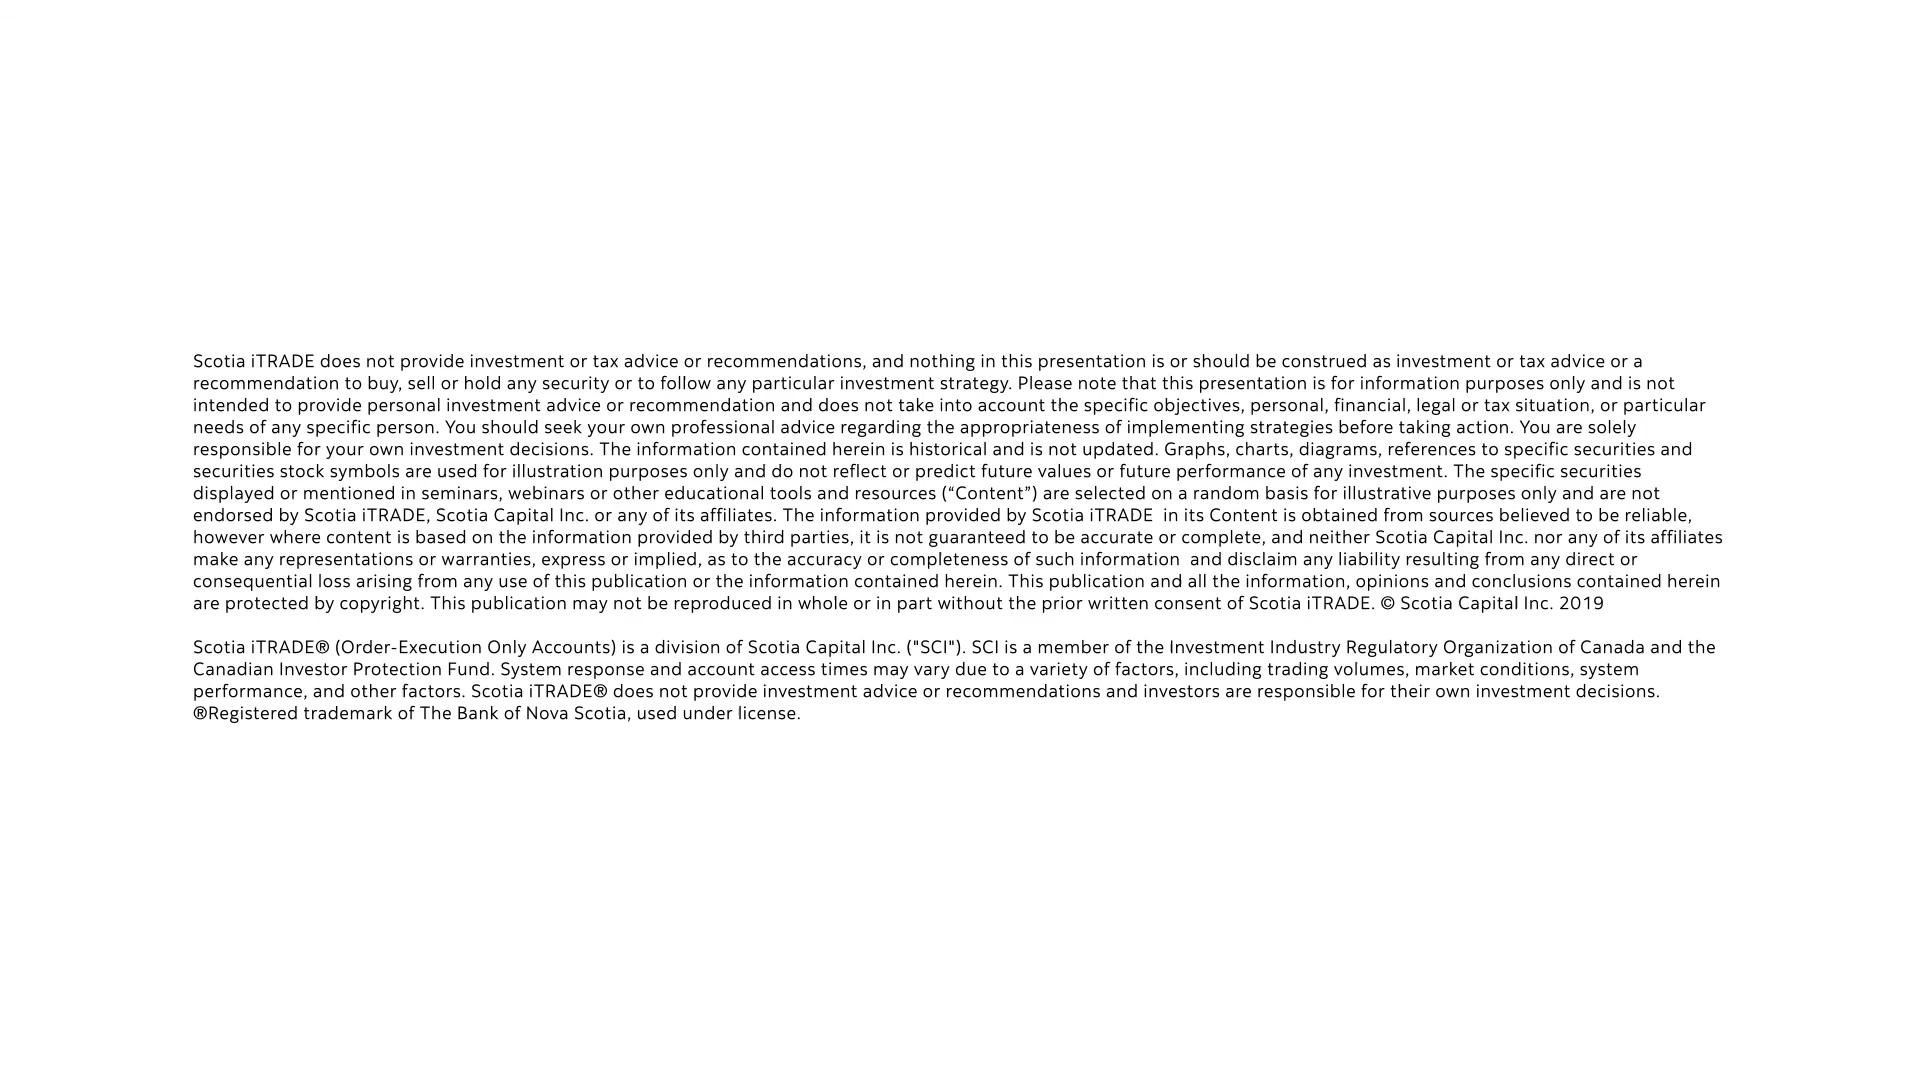 Scotia iTRADE does not provide investment or tax advice or recommendations, and nothing in this presentation is or should be construed as investment or tax advice or a
recommendation to buy, sell or hold any security or to follow any particular investment strategy. Please note that this presentation is for information purposes only and is not
intended to provide personal investment advice or recommendation and does not take into account the specific objectives, personal, financial, legal or tax situation, or particular
needs of any specific person. You should seek your own professional advice regarding the appropriateness of implementing strategies before taking action. You are solely
responsible for your own investment decisions. The information contained herein is historical and is not updated. Graphs, charts, diagrams, references to specific securities and
securities stock symbols are used for illustration purposes only and do not reflect or predict future values or future performance of any investment. The specific securities
displayed or mentioned in seminars, webinars or other educational tools and resources (“Content”) are selected on a random basis for illustrative purposes only and are not
endorsed by Scotia iTRADE, Scotia Capital Inc. or any of its affiliates. The information provided by Scotia iTRADE  in its Content is obtained from sources believed to be reliable,
however where content is based on the information provided by third parties, it is not guaranteed to be accurate or complete, and neither Scotia Capital Inc. nor any of its affiliates
make any representations or warranties, express or implied, as to the accuracy or completeness of such information  and disclaim any liability resulting from any direct or
consequential loss arising from any use of this publication or the information contained herein. This publication and all the information, opinions and conclusions contained herein
are protected by copyright. This publication may not be reproduced in whole or in part without the prior written consent of Scotia iTRADE. © Scotia Capital Inc. 2019
Scotia iTRADE® (Order-Execution Only Accounts) is a division of Scotia Capital Inc. ("SCI"). SCI is a member of the Investment Industry Regulatory Organization of Canada and the
Canadian Investor Protection Fund. System response and account access times may vary due to a variety of factors, including trading volumes, market conditions, system
performance, and other factors. Scotia iTRADE® does not provide investment advice or recommendations and investors are responsible for their own investment decisions.
®Registered trademark of The Bank of Nova Scotia, used under license.